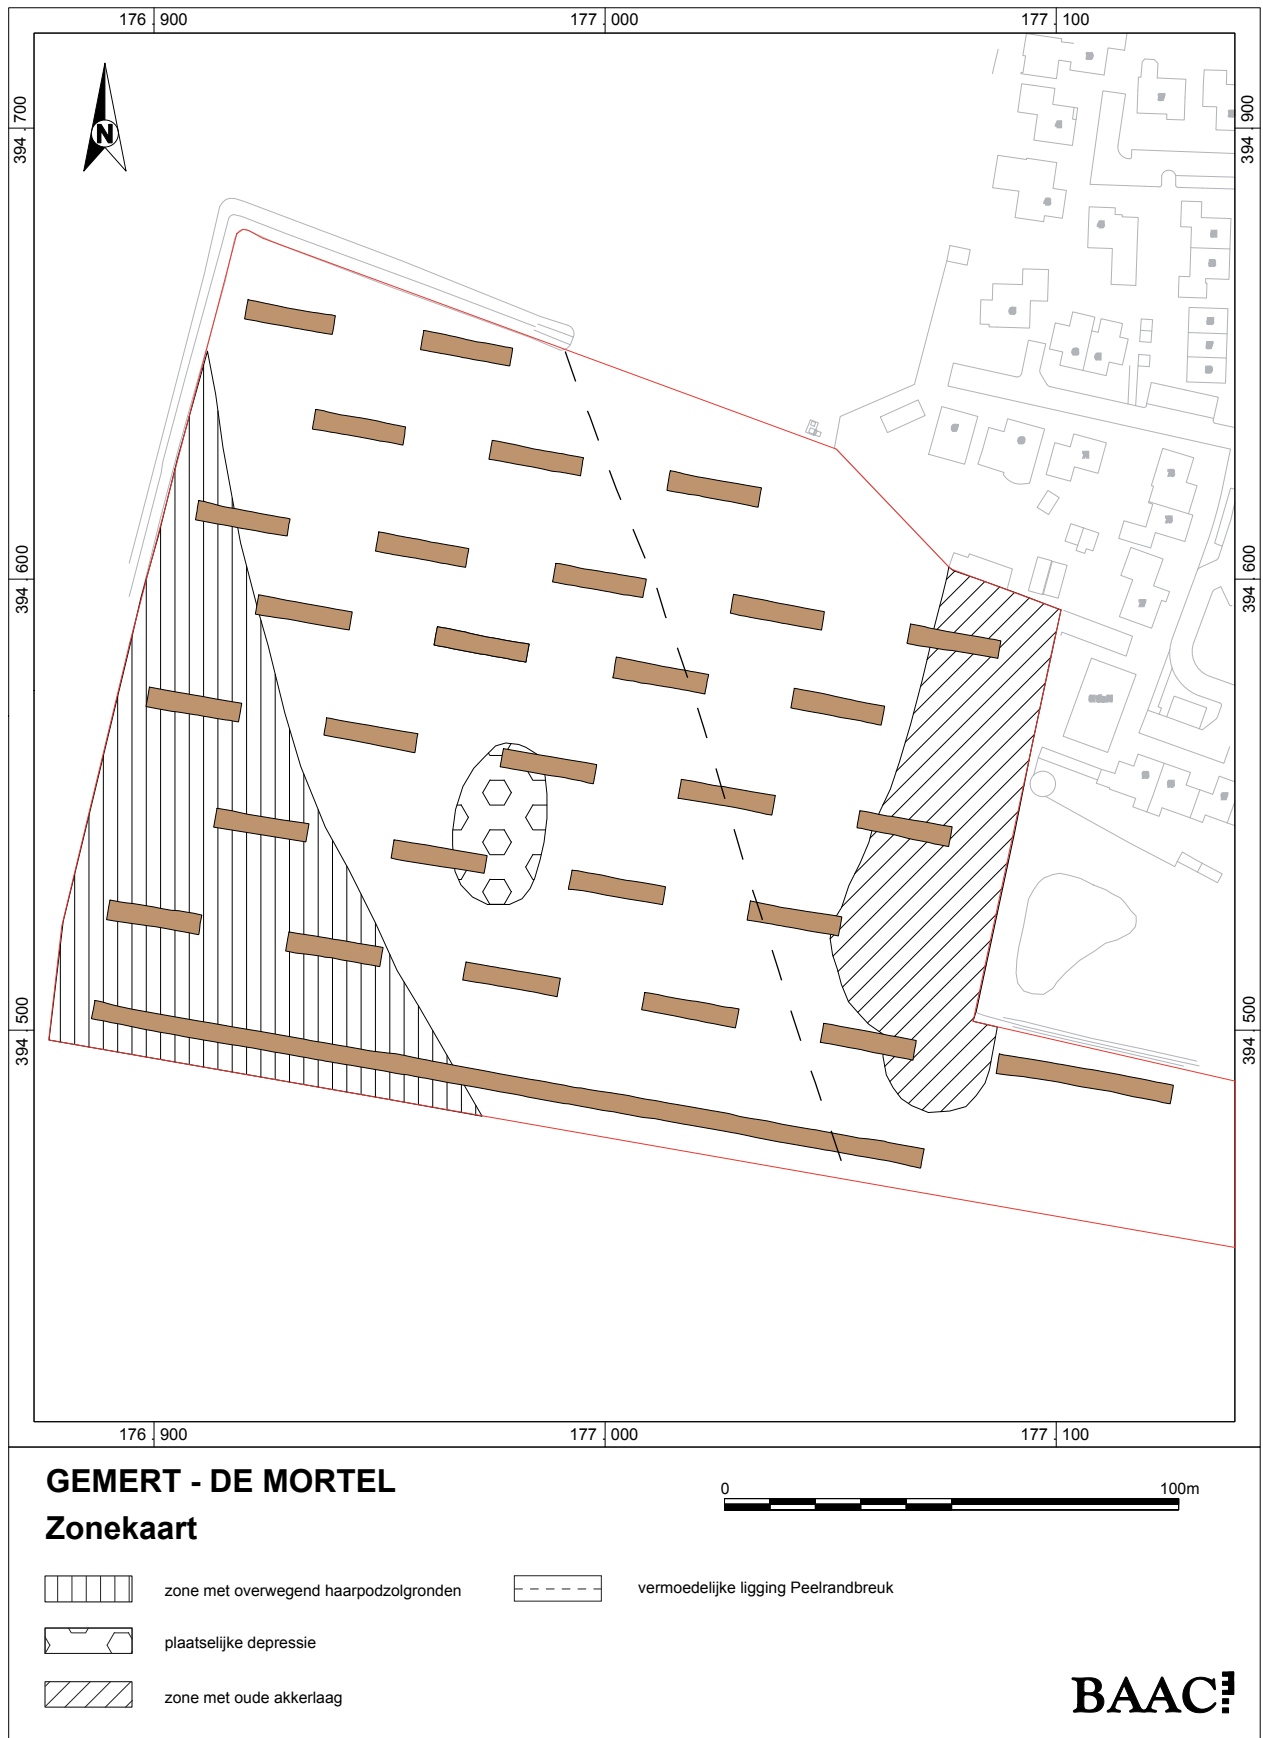 176.900
177.000
177.100
394.700
394.900
N
394.600
394.600
394.500
394.500
176.900
177.000
177.100
GEMERT - DE MORTEL
Zonekaart
0
100m
zone met overwegend haarpodzolgronden
vermoedelijke ligging Peelrandbreuk
plaatselijke depressie
zone met oude akkerlaag
BAAC